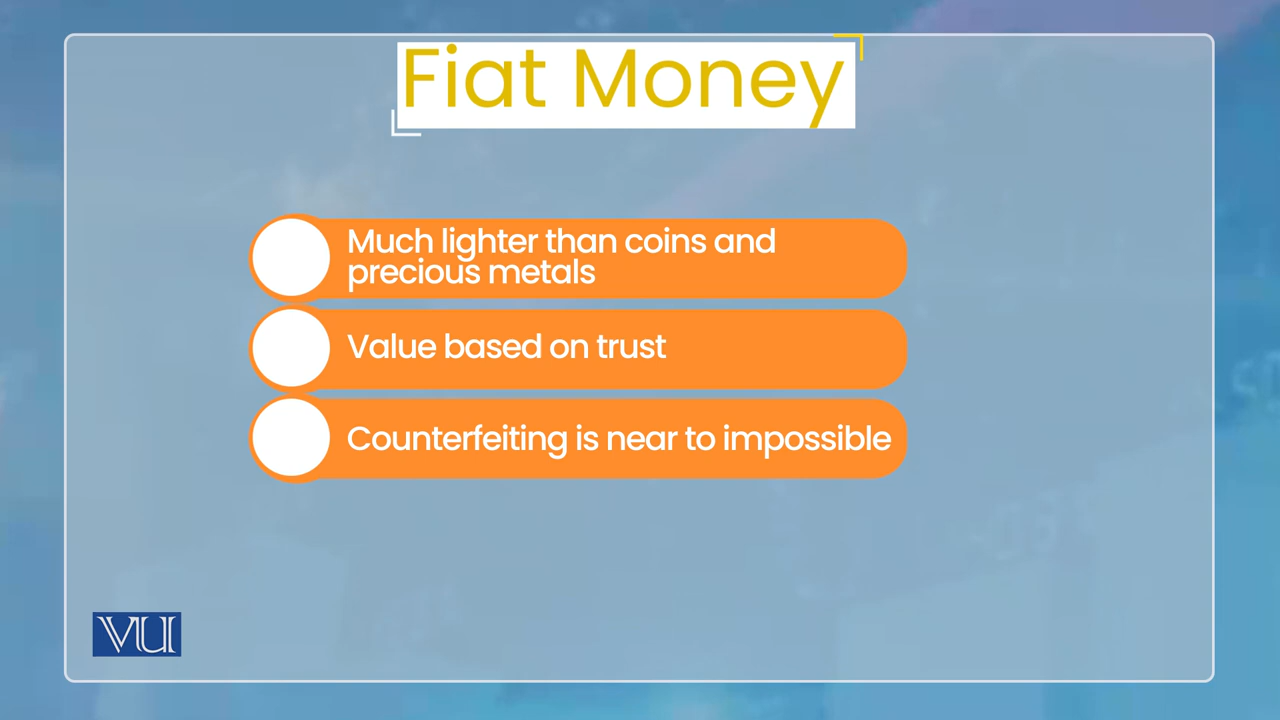 Fiat Money
Much lighter than coins and
precious metals
Value based on trust
Counterfeiting is near to impossible
VU